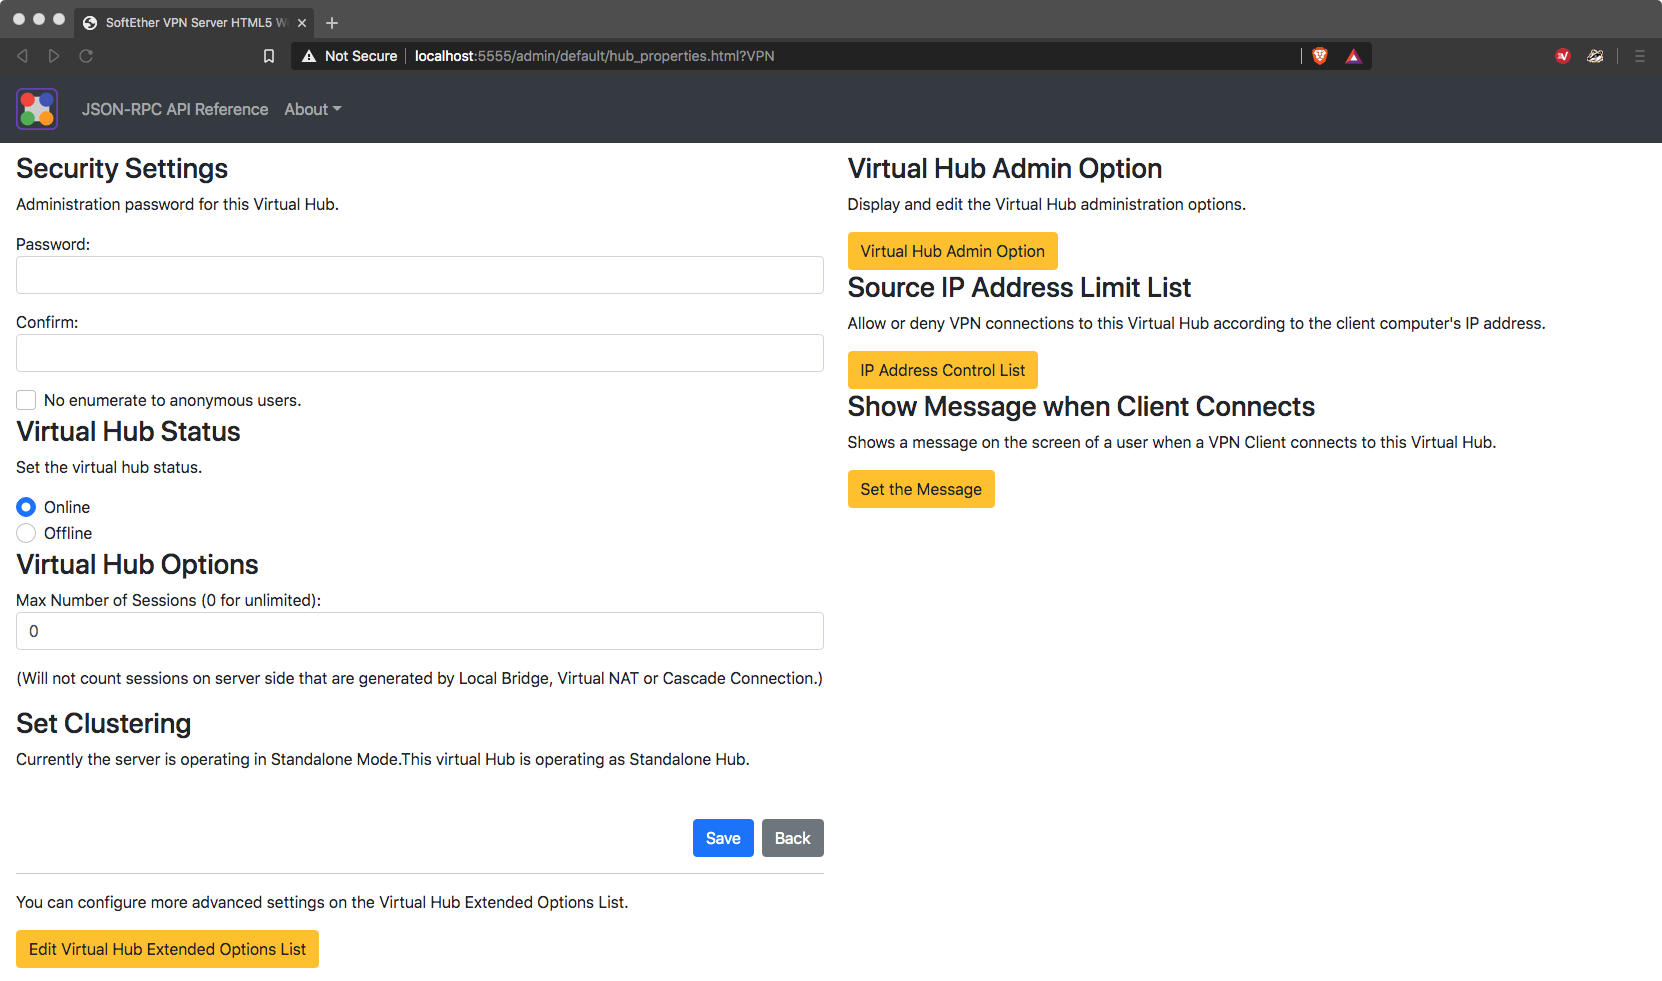 SoftEther VPN Server HTML5 W
Not Secure localhost:5555/admin/default/hub_properties.html?VPN
JSON-RPC API Reference About
Security Settings
Administration password for this Virtual Hub.
Password:
Confirm:
No enumerate to anonymous users.
Virtual Hub Status
Set the virtual hub status.
Online
Offline
Virtual Hub Options
Max Number of Sessions (0 for unlimited):
0
(Will not count sessions on server side that are generated by Local Bridge, Virtual NAT or Cascade Connection.)
Set Clustering
Currently the server is operating in Standalone Mode.This virtual Hub is operating as Standalone Hub.
Save Back
You can configure more advanced settings on the Virtual Hub Extended Options List.
Edit Virtual Hub Extended Options List
Virtual Hub Admin Option
Display and edit the Virtual Hub administration options.
Virtual Hub Admin Option
Source IP Address Limit List
Allow or deny VPN connections to this Virtual Hub according to the client computer's IP address.
IP Address Control List
Show Message when Client Connects
Shows a message on the screen of a user when a VPN Client connects to this Virtual Hub.
Set the Message